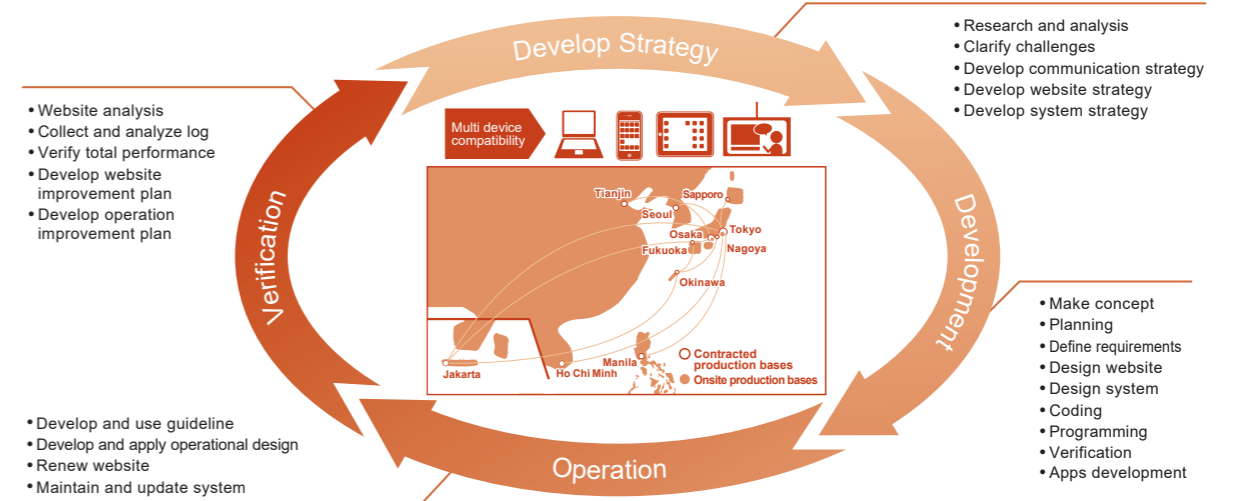 Develop Strategy
• Research and analysis
• Clarify challenges
• Develop communication strategy
• Develop website strategy
• Develop system strategy
• Website analysis
• Collect and analyze log
• Verify total performance
• Develop website
improvement plan
• Develop operation
improvement plan
Multi device
compatibility
Verification
Development
Tianjin
Sapporo
Seoul
Osaka
Tokyo
Fukuoka
Nagoya
Okinawa
Jakarta
Ho Chi Minh
Manila
Contracted
production bases
Onsite production bases
• Make concept
• Planning
• Define requirements
• Design website
• Design system
• Coding
• Programming
• Verification
• Apps development
• Develop and use guideline
• Develop and apply operational design
• Renew website
• Maintain and update system
Operation